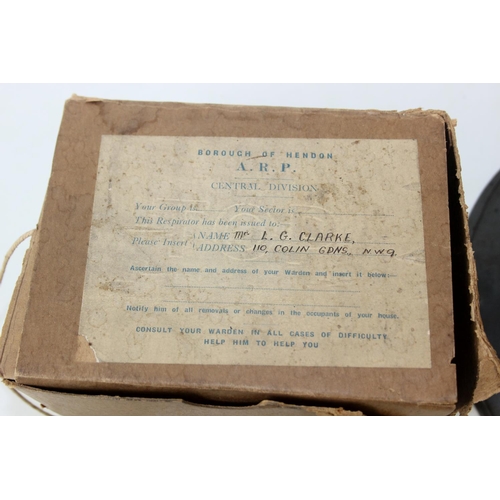 BOROUGH OF HENDON
A. R. P.
CENTRAL DIVISION
Your Group is Your Sector is
This Respirator has been issued to:
NAME Mr L. G. CLARKE,
Please Insert
ADDRESS 110, COLIN GDNS, N.W.9.
Ascertain the name and address of your Warden and insert it below
Notify him of all removals or changes in the occupants of your house.
CONSULT YOUR WARDEN IN ALL CASES OF DIFFICULTY
HELP HIM TO HELP YOU